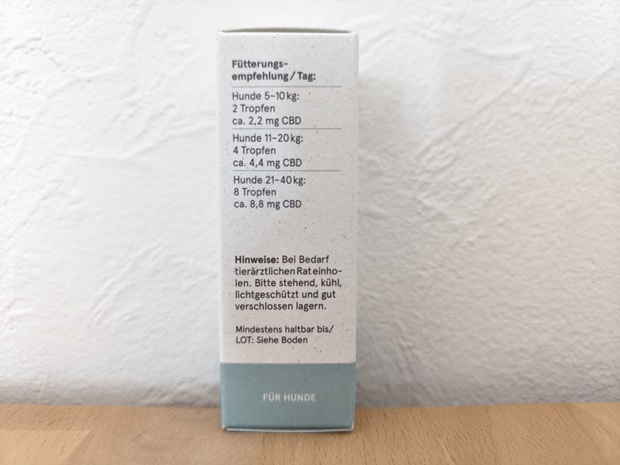 Fütterungs-
empfehlung/Tag:
Hunde 5–10 kg:
2 Tropfen
ca. 2,2 mg CBD
Hunde 11–20 kg:
4 Tropfen
ca. 4,4 mg CBD
Hunde 21–40 kg:
8 Tropfen
ca. 8,8 mg CBD
Hinweise: Bei Bedarf
tierärztlichen Rat einho-
len. Bitte stehend, kühl,
lichtgeschützt und gut
verschlossen lagern.
Mindestens haltbar bis/
LOT: Siehe Boden
FÜR HUNDE